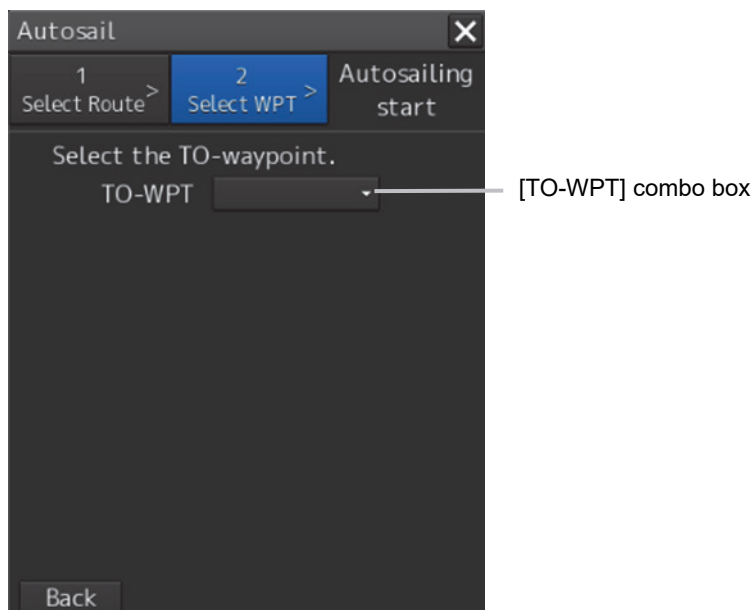 Autosail
1
Select Route >
2
Select WPT >
Autosailing
start
Select the TO-waypoint.
TO-WPT
[TO-WPT] combo box
Back